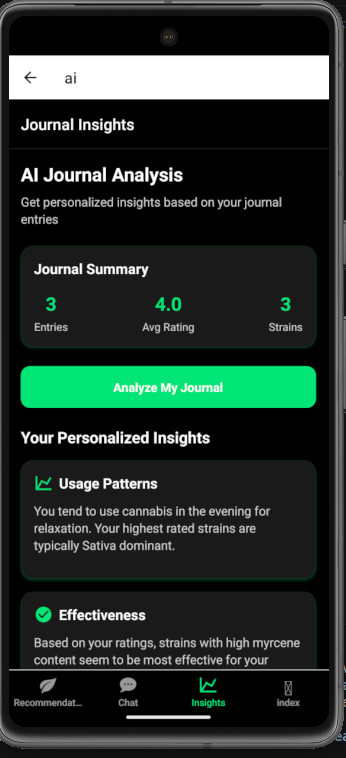 ai
Journal Insights
AI Journal Analysis
Get personalized insights based on your journal
entries
Journal Summary
3 4.0 3
Entries Avg Rating Strains
Analyze My Journal
Your Personalized Insights
Usage Patterns
You tend to use cannabis in the evening for
relaxation. Your highest rated strains are
typically Sativa dominant.
Effectiveness
Based on your ratings, strains with high myrcene
content seem to be most effective for your
Recommendat... Chat Insights index